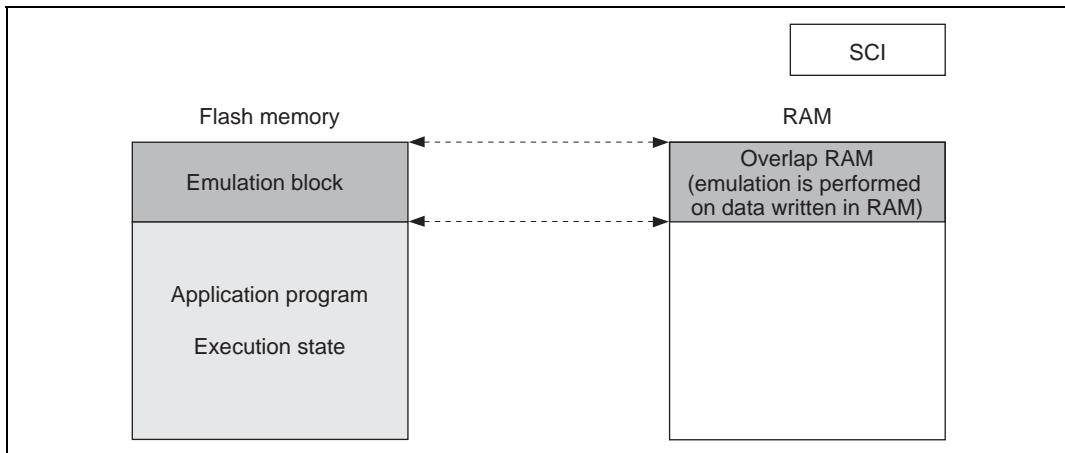 SCI
Flash memory
RAM
Emulation block
Overlap RAM
(emulation is performed
on data written in RAM)
Application program
Execution state